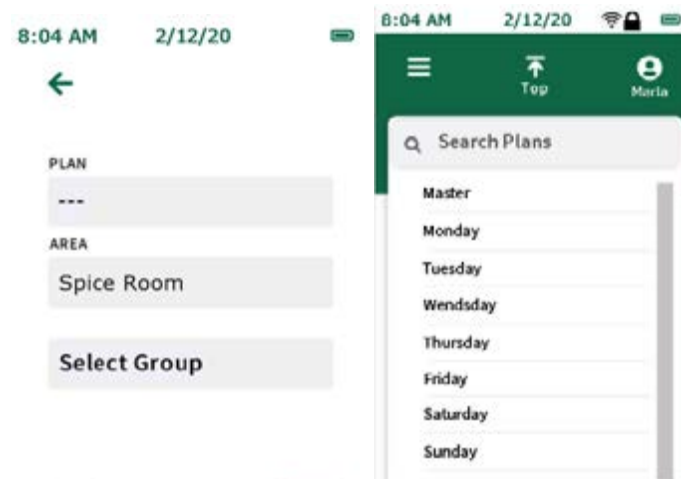 8:04 AM 2/12/20
PLAN
---
AREA
Spice Room
Select Group
8:04 AM 2/12/20
Top
Marla
Search Plans
Master
Monday
Tuesday
Wendsday
Thursday
Friday
Saturday
Sunday